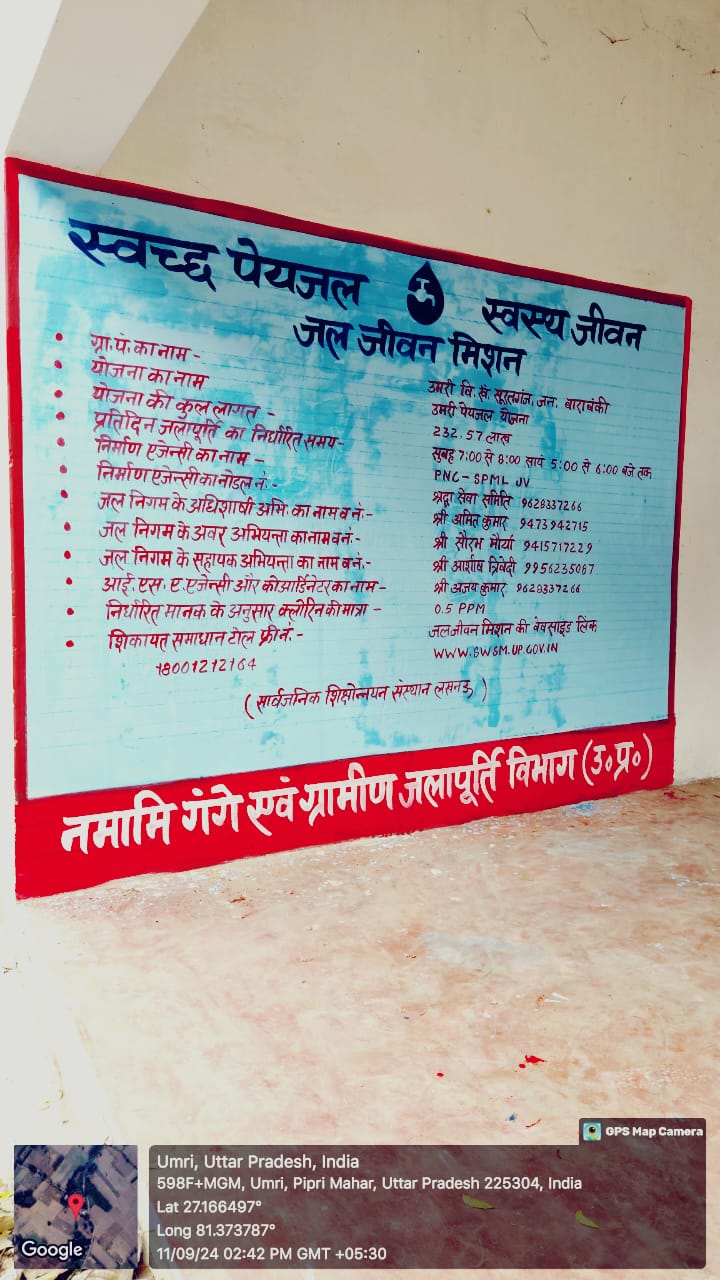 स्वच्छ पेयजल स्वस्थ जीवन
जल जीवन मिशन
• ग्रा. पं. का नाम - उमरी वि. खं. सूरतगंज, जन. बाराबंकी
• योजना का नाम उमरी पेयजल योजना
• योजना की कुल लागत - 232.57 लाख
• प्रतिदिन जलापूर्ति का निर्धारित समय - सुबह 7:00 से 8:00 सायं 5:00 से 6:00 बजे तक
• निर्माण एजेन्सी का नाम - PNC-SPML JV
• निर्माण एजेन्सी का नोडल नं:- श्रद्धा सेवा समिति 9628337266
• जल निगम के अधिशाषी अभि. का नाम व नं:- श्री अमित कुमार 9473942715
• जल निगम के अवर अभियन्ता का नाम व नं:- श्री सौरभ मौर्या 9415717229
• जल निगम के सहायक अभियन्ता का नाम व नं:- श्री आशीष त्रिवेदी 9956235087
• आई. एस. ए. एजेन्सी और कोआर्डिनेटर का नाम - श्री अजय कुमार 9628337266
• निर्धारित मानक के अनुसार क्लोरिन की मात्रा - 0.5 PPM
• शिकायत समाधान टोल फ्री नं.- जल जीवन मिशन की वेबसाइड लिंक
18001212164 WWW.SWSM.UP.GOV.IN
(सार्वजनिक शिक्षोन्नयन संस्थान लखनऊ)
नमामि गंगे एवं ग्रामीण जलापूर्ति विभाग (उ॰प्र॰)
GPS Map Camera
Umri, Uttar Pradesh, India
598F+MGM, Umri, Pipri Mahar, Uttar Pradesh 225304, India
Lat 27.166497°
Long 81.373787°
11/09/24 02:42 PM GMT +05:30
Google